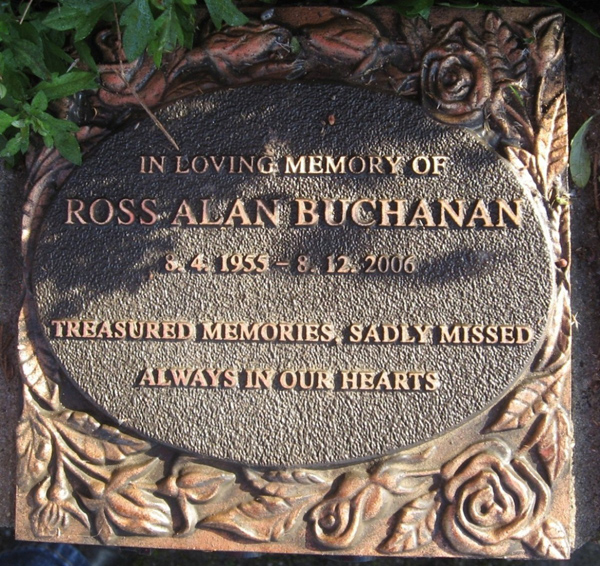 IN LOVING MEMORY OF
ROSS ALAN BUCHANAN
8. 4. 1955 – 8. 12. 2006
TREASURED MEMORIES, SADLY MISSED
ALWAYS IN OUR HEARTS